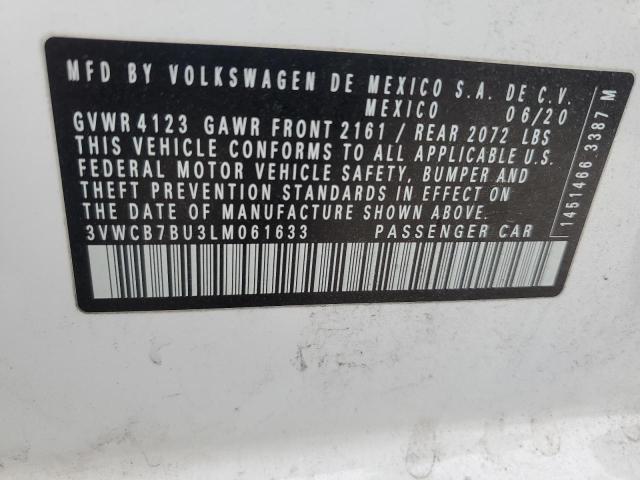 MFD BY VOLKSWAGEN DE MEXICO S.A. DE C.V.
MEXICO 06/20
GVWR 4123 GAWR FRONT 2161 / REAR 2072 LBS
THIS VEHICLE CONFORMS TO ALL APPLICABLE U.S.
FEDERAL MOTOR VEHICLE SAFETY, BUMPER AND
THEFT PREVENTION STANDARDS IN EFFECT ON
THE DATE OF MANUFACTURE SHOWN ABOVE.
3VWCB7BU3LM061633 PASSENGER CAR
1451466 3387 M